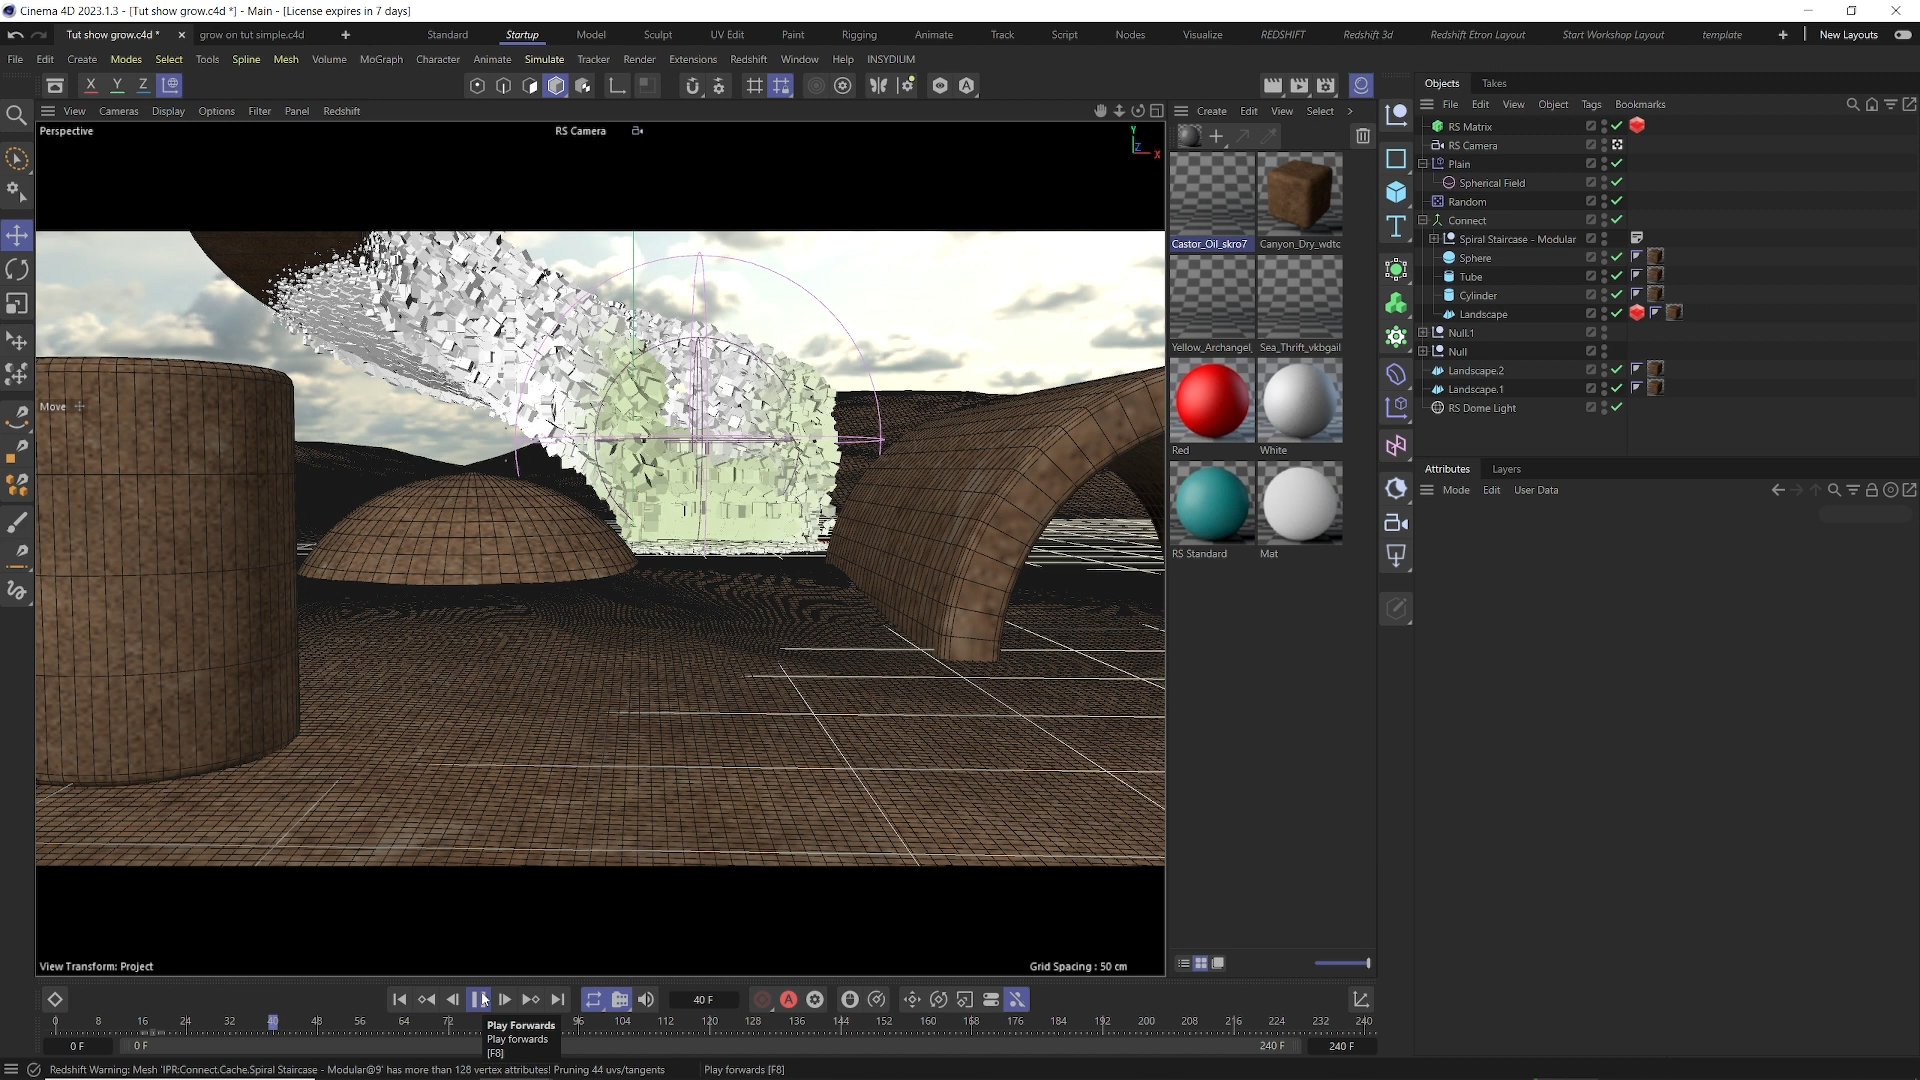 Cinema 4D 2023.1.3 - [Tut show grow.c4d *] - Main - [License expires in 7 days]
Tut show grow.c4d * grow on tut simple.c4d Standard Startup Model Sculpt UV Edit Paint Rigging Animate Track Script Nodes Visualize REDSHIFT Redshift 3d Redshift Etron Layout Start Workshop Layout template New Layouts
File Edit Create Modes Select Tools Spline Mesh Volume MoGraph Character Animate Simulate Tracker Render Extensions Redshift Window Help INSYDIUM
X Y Z
Objects Takes
View Cameras Display Options Filter Panel Redshift
Create Edit View Select
File Edit View Object Tags Bookmarks
Perspective
RS Camera
Y
Z X
RS Matrix
RS Camera
Plain
Spherical Field
Random
Connect
Spiral Staircase - Modular
Sphere
Tube
Cylinder
Landscape
Null.1
Null
Landscape.2
Landscape.1
RS Dome Light
Castor_Oil_skro7 Canyon_Dry_wdtc
Yellow_Archangel_ Sea_Thrift_vkbgail
Red White
RS Standard Mat
Move
Attributes Layers
Mode Edit User Data
View Transform: Project
Grid Spacing : 50 cm
40 F
0 8 16 24 32 40 48 56 64 72 96 104 112 120 128 136 144 152 160 168 176 184 192 200 208 216 224 232 240
Play Forwards
Play forwards
[F8]
0 F 0 F 240 F 240 F
Redshift Warning: Mesh 'IPR:Connect.Cache.Spiral Staircase - Modular@9' has more than 128 vertex attributes! Pruning 44 uvs/tangents
Play forwards [F8]